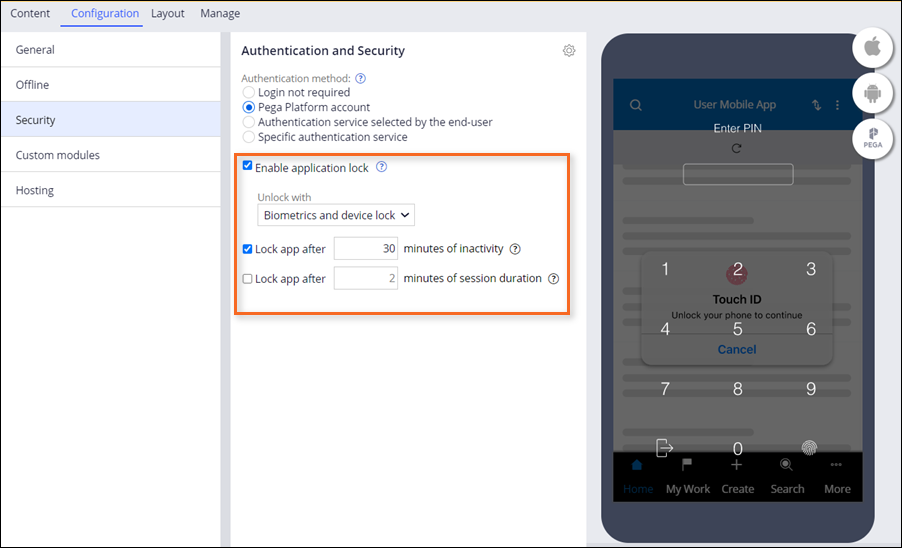 Content Configuration Layout Manage
General
Offline
Security
Custom modules
Hosting
Authentication and Security
Authentication method: ?
Login not required
Pega Platform account
Authentication service selected by the end-user
Specific authentication service
Enable application lock ?
Unlock with
Biometrics and device lock
Lock app after 30 minutes of inactivity ?
Lock app after 2 minutes of session duration ?
User Mobile App
Enter PIN
1 2 3
Touch ID
Unlock your phone to continue
4 5 6
Cancel
7 8 9
0
Home My Work Create Search More
PEGA